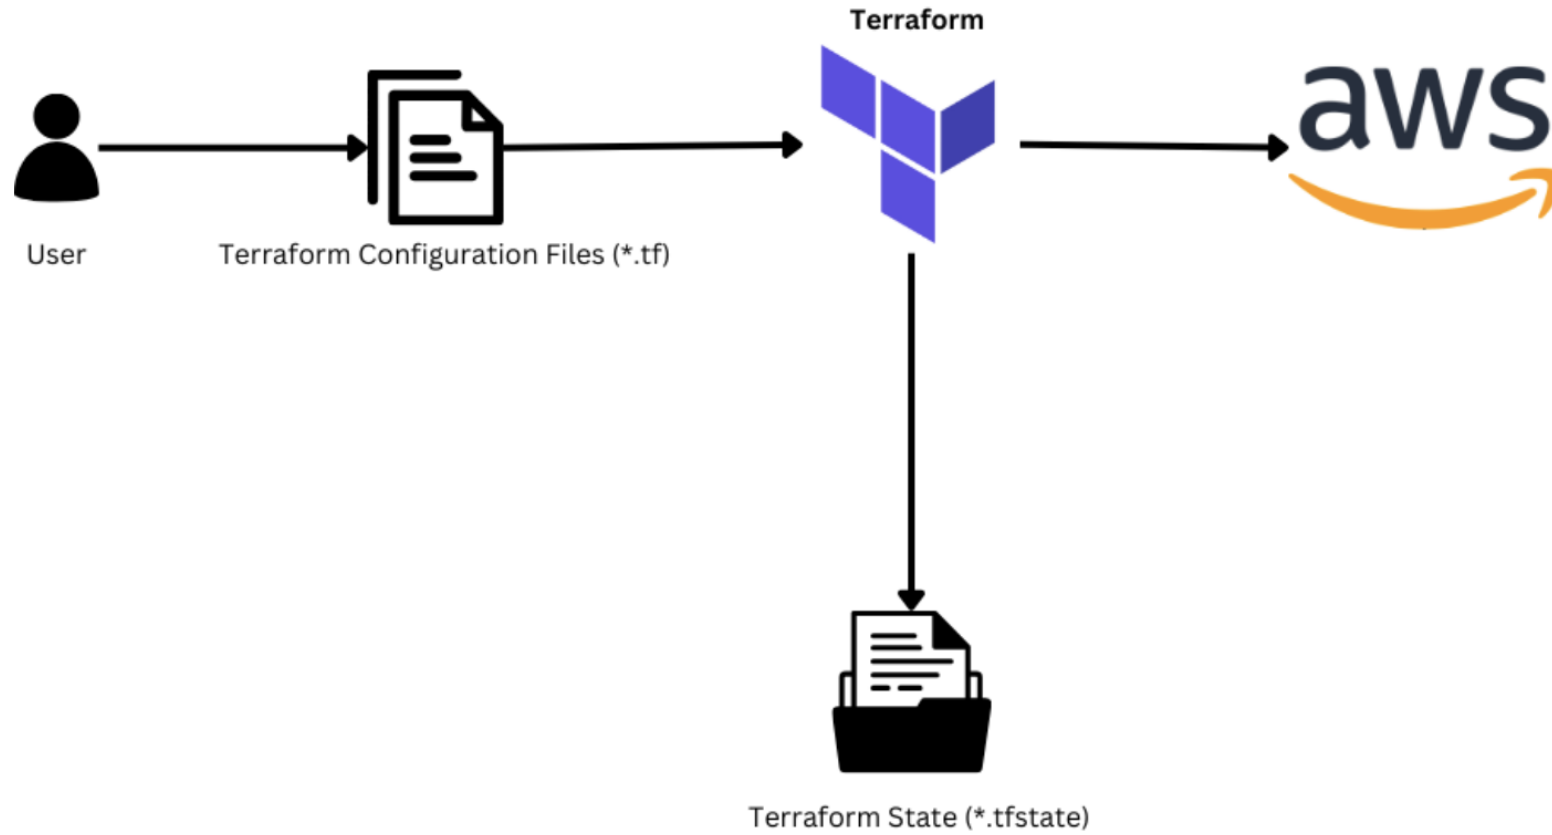 Terraform
aws
User
Terraform Configuration Files (*.tf)
Terraform State (*.tfstate)